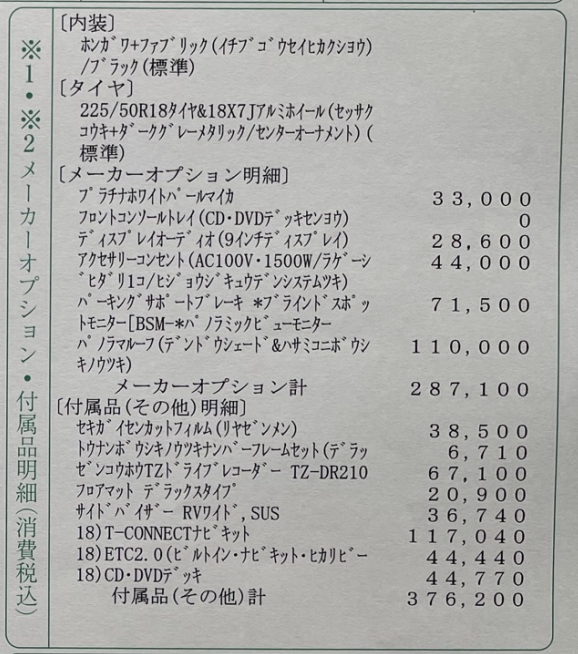 ※1・※2メーカーオプション・付属品明細(消費税込)
〔内装〕
ﾎﾝｶﾞﾜ+ﾌｧﾌﾞﾘｯｸ(ｲﾁﾌﾞｺﾞｳｾｲﾋｶｸｼｮｳ)
/ﾌﾞﾗｯｸ(標準)
〔タイヤ〕
225/50R18ﾀｲﾔ&18X7Jｱﾙﾐﾎｲｰﾙ(ｾｯｻｸ
ｺｳｷ+ﾀﾞｰｸｸﾞﾚｰﾒﾀﾘｯｸ/ｾﾝﾀｰｵｰﾅﾒﾝﾄ)(
標準)
〔メーカーオプション明細〕
ﾌﾟﾗﾁﾅﾎﾜｲﾄﾊﾟｰﾙﾏｲｶ 33,000
ﾌﾛﾝﾄｺﾝｿｰﾙﾄﾚｲ(CD･DVDﾃﾞｯｷｾﾝﾖｳ) 0
ﾃﾞｨｽﾌﾟﾚｲｵｰﾃﾞｨｵ(9ｲﾝﾁﾃﾞｨｽﾌﾟﾚｲ) 28,600
ｱｸｾｻﾘｰｺﾝｾﾝﾄ(AC100V･1500W/ﾗｹﾞｰｼ 44,000
ﾞﾋﾀﾞﾘ1ｺ/ﾋｼﾞｮｳｼﾞｷｭｳﾃﾞﾝｼｽﾃﾑﾂｷ)
ﾊﾟｰｷﾝｸﾞｻﾎﾟｰﾄﾌﾞﾚｰｷ *ﾌﾞﾗｲﾝﾄﾞｽﾎﾟｯ 71,500
ﾄﾓﾆﾀｰ[BSM-*ﾊﾟﾉﾗﾐｯｸﾋﾞｭｰﾓﾆﾀｰ
ﾊﾟﾉﾗﾏﾙｰﾌ(ﾃﾞﾝﾄﾞｳｼｪｰﾄﾞ&ﾊｻﾐｺﾆﾎﾞｳｼ 110,000
ｷﾉｳﾂｷ)
メーカーオプション計 287,100
〔付属品(その他)明細〕
ｾｷｶﾞｲｾﾝｶｯﾄﾌｨﾙﾑ(ﾘﾔｾﾞﾝﾒﾝ) 38,500
ﾄｳﾅﾝﾎﾞｳｼｷﾉｳﾂｷﾅﾝﾊﾞｰﾌﾚｰﾑｾｯﾄ(ﾃﾞﾗｯ 6,710
ｾﾞﾝｺｳﾎｳTZﾄﾞﾗｲﾌﾞﾚｺｰﾀﾞｰ TZ-DR210 67,100
ﾌﾛｱﾏｯﾄ ﾃﾞﾗｯｸｽﾀｲﾌﾟ 20,900
ｻｲﾄﾞﾊﾞｲｻﾞｰ RVﾜｲﾄﾞ,SUS 36,740
18)T-CONNECTﾅﾋﾞｷｯﾄ 117,040
18)ETC2.0(ﾋﾞﾙﾄｲﾝ･ﾅﾋﾞｷｯﾄ･ﾋｶﾘﾋﾞｰ 44,440
18)CD･DVDﾃﾞｯｷ 44,770
付属品(その他)計 376,200